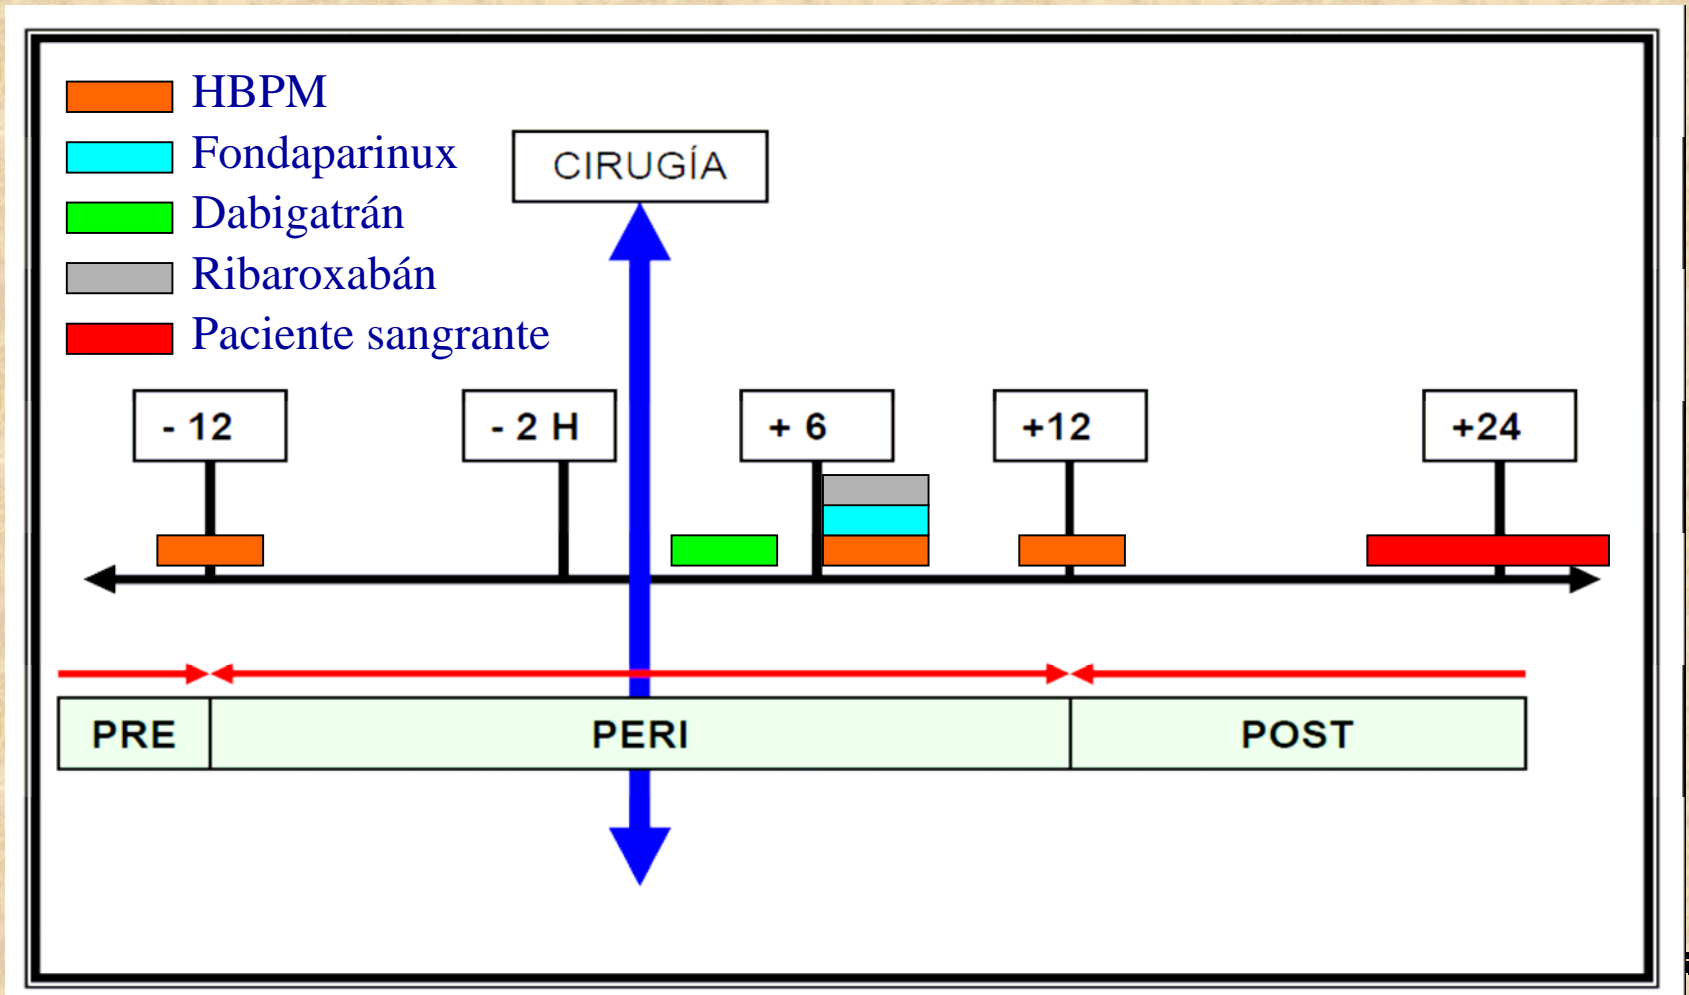 HBPM
Fondaparinux
Dabigatrán
Ribaroxabán
Paciente sangrante
CIRUGÍA
- 12
- 2 H
+ 6
+12
+24
PRE
PERI
POST